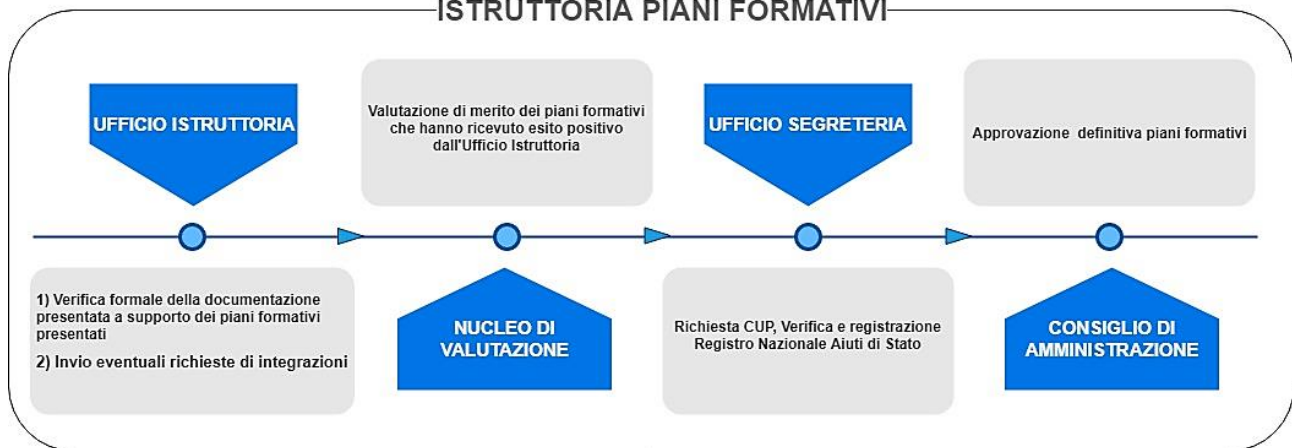 ISTRUTTORIA PIANI FORMATIVI
UFFICIO ISTRUTTORIA
1) Verifica formale della documentazione
presentata a supporto dei piani formativi
presentati
2) Invio eventuali richieste di integrazioni
Valutazione di merito dei piani formativi
che hanno ricevuto esito positivo
dall'Ufficio Istruttoria
NUCLEO DI
VALUTAZIONE
UFFICIO SEGRETERIA
Richiesta CUP, Verifica e registrazione
Registro Nazionale Aiuti di Stato
Approvazione definitiva piani formativi
CONSIGLIO DI
AMMINISTRAZIONE